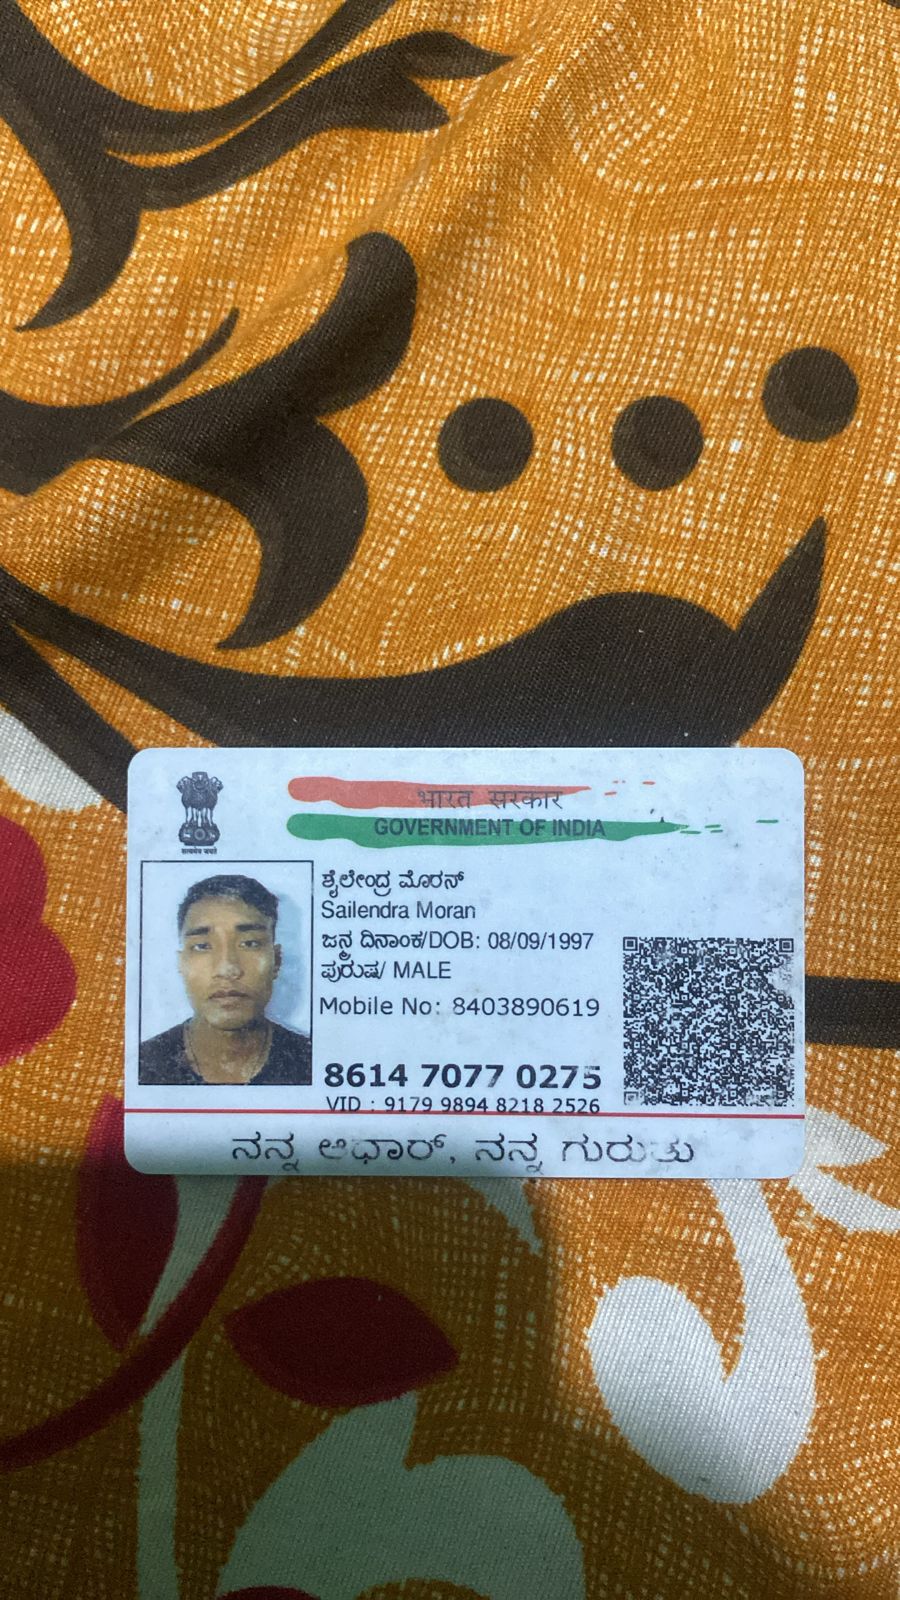 सत्यमेव जयते
भारत सरकार
GOVERNMENT OF INDIA
ಶೈಲೇಂದ್ರ ಮೊರನ್
Sailendra Moran
ಜನ್ಮ ದಿನಾಂಕ/DOB: 08/09/1997
ಪುರುಷ/ MALE
Mobile No: 8403890619
8614 7077 0275
VID : 9179 9894 8218 2526
ನನ್ನ ಆಧಾರ್, ನನ್ನ ಗುರುತು